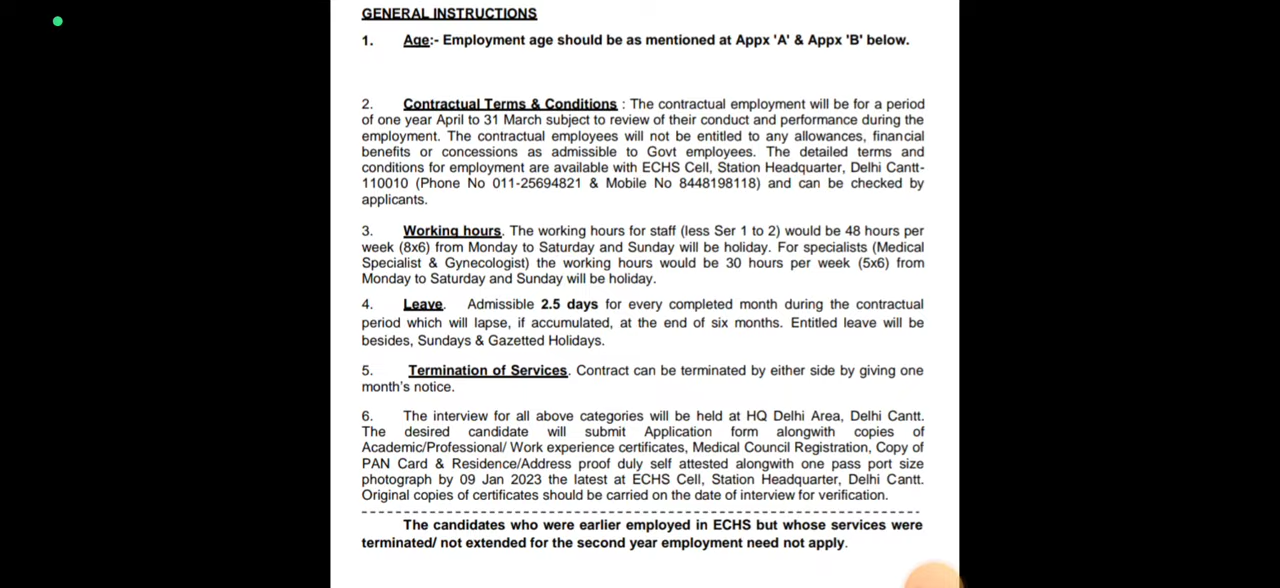 GENERAL INSTRUCTIONS
1. Age:- Employment age should be as mentioned at Appx 'A' & Appx 'B' below.
2. Contractual Terms & Conditions : The contractual employment will be for a period
of one year April to 31 March subject to review of their conduct and performance during the
employment. The contractual employees will not be entitled to any allowances, financial
benefits or concessions as admissible to Govt employees. The detailed terms and
conditions for employment are available with ECHS Cell, Station Headquarter, Delhi Cantt-
110010 (Phone No 011-25694821 & Mobile No 8448198118) and can be checked by
applicants.
3. Working hours. The working hours for staff (less Ser 1 to 2) would be 48 hours per
week (8x6) from Monday to Saturday and Sunday will be holiday. For specialists (Medical
Specialist & Gynecologist) the working hours would be 30 hours per week (5x6) from
Monday to Saturday and Sunday will be holiday.
4. Leave. Admissible 2.5 days for every completed month during the contractual
period which will lapse, if accumulated, at the end of six months. Entitled leave will be
besides, Sundays & Gazetted Holidays.
5. Termination of Services. Contract can be terminated by either side by giving one
month's notice.
6. The interview for all above categories will be held at HQ Delhi Area, Delhi Cantt.
The desired candidate will submit Application form alongwith copies of
Academic/Professional/ Work experience certificates, Medical Council Registration, Copy of
PAN Card & Residence/Address proof duly self attested alongwith one pass port size
photograph by 09 Jan 2023 the latest at ECHS Cell, Station Headquarter, Delhi Cantt.
Original copies of certificates should be carried on the date of interview for verification.
The candidates who were earlier employed in ECHS but whose services were
terminated/ not extended for the second year employment need not apply.